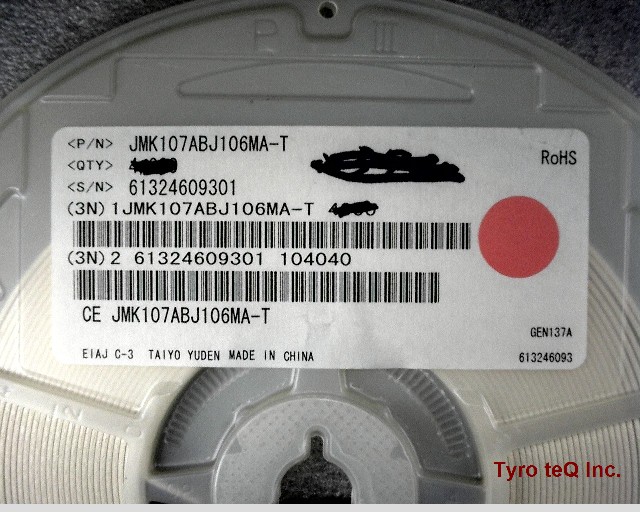 P III
<P/N> JMK107ABJ106MA-T
<QTY>
RoHS
<S/N> 61324609301
(3N) 1JMK107ABJ106MA-T
(3N) 2 61324609301 104040
CE JMK107ABJ106MA-T
GEN137A
EIAJ C-3 TAIYO YUDEN MADE IN CHINA
613246093
Tyro teQ Inc.